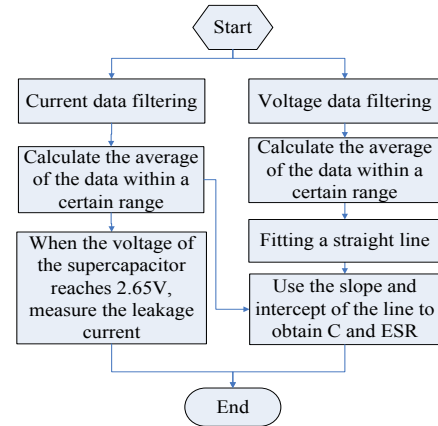 Start
Current data filtering
Voltage data filtering
Calculate the average
of the data within a
certain range
Calculate the average
of the data within a
certain range
When the voltage of
the supercapacitor
reaches 2.65V,
measure the leakage
current
Fitting a straight line
Use the slope and
intercept of the line to
obtain C and ESR
End